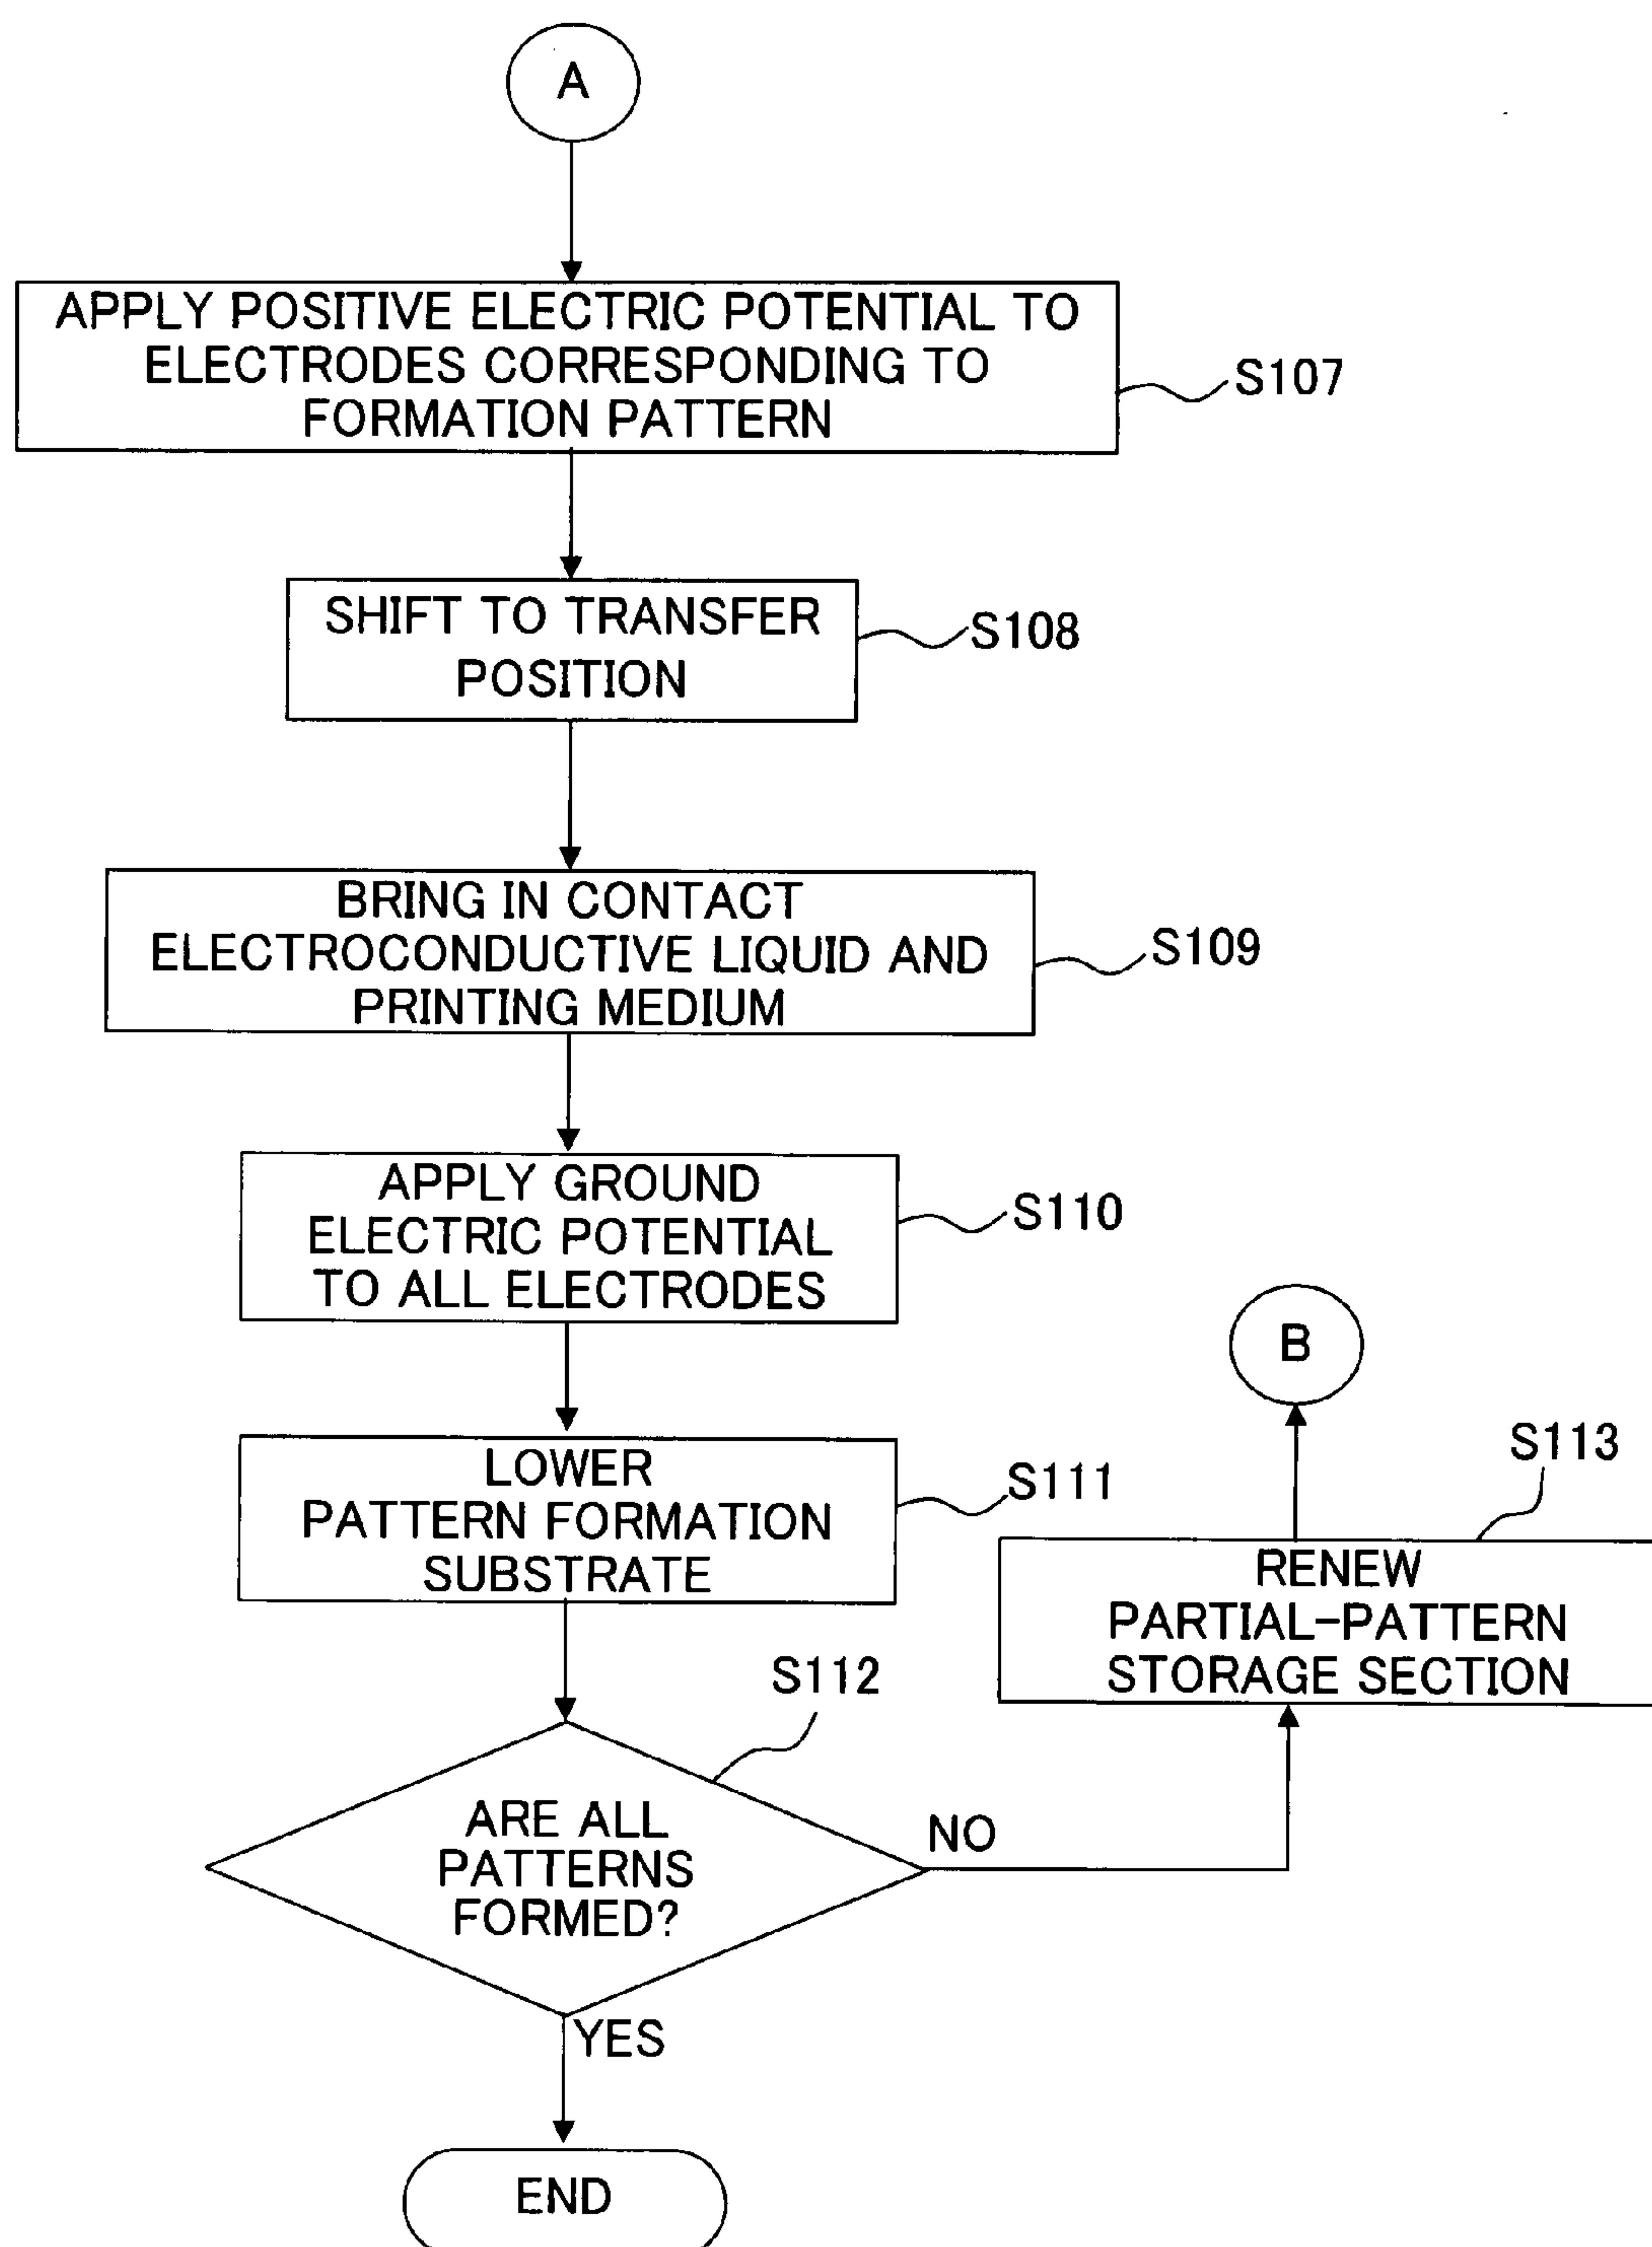 A
APPLY POSITIVE ELECTRIC POTENTIAL TO
ELECTRODES CORRESPONDING TO
FORMATION PATTERN
S107
SHIFT TO TRANSFER
POSITION
S108
BRING IN CONTACT
ELECTROCONDUCTIVE LIQUID AND
PRINTING MEDIUM
S109
APPLY GROUND
ELECTRIC POTENTIAL
TO ALL ELECTRODES
S110
LOWER
PATTERN FORMATION
SUBSTRATE
S111
ARE ALL
PATTERNS
FORMED?
S112
NO
YES
B
S113
RENEW
PARTIAL-PATTERN
STORAGE SECTION
END